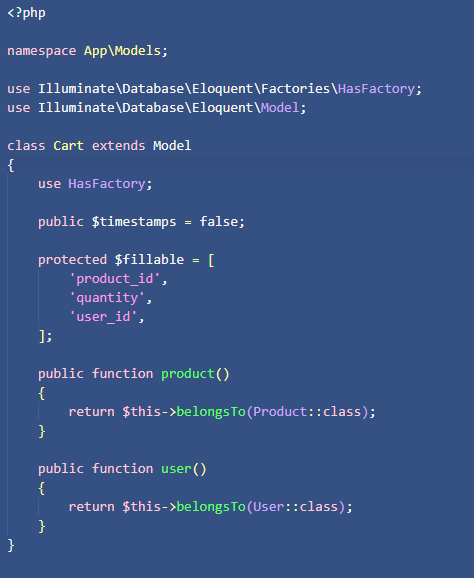 <?php
namespace App\Models;
use Illuminate\Database\Eloquent\Factories\HasFactory;
use Illuminate\Database\Eloquent\Model;
class Cart extends Model
{
    use HasFactory;
    public $timestamps = false;
    protected $fillable = [
        'product_id',
        'quantity',
        'user_id',
    ];
    public function product()
    {
        return $this->belongsTo(Product::class);
    }
    public function user()
    {
        return $this->belongsTo(User::class);
    }
}